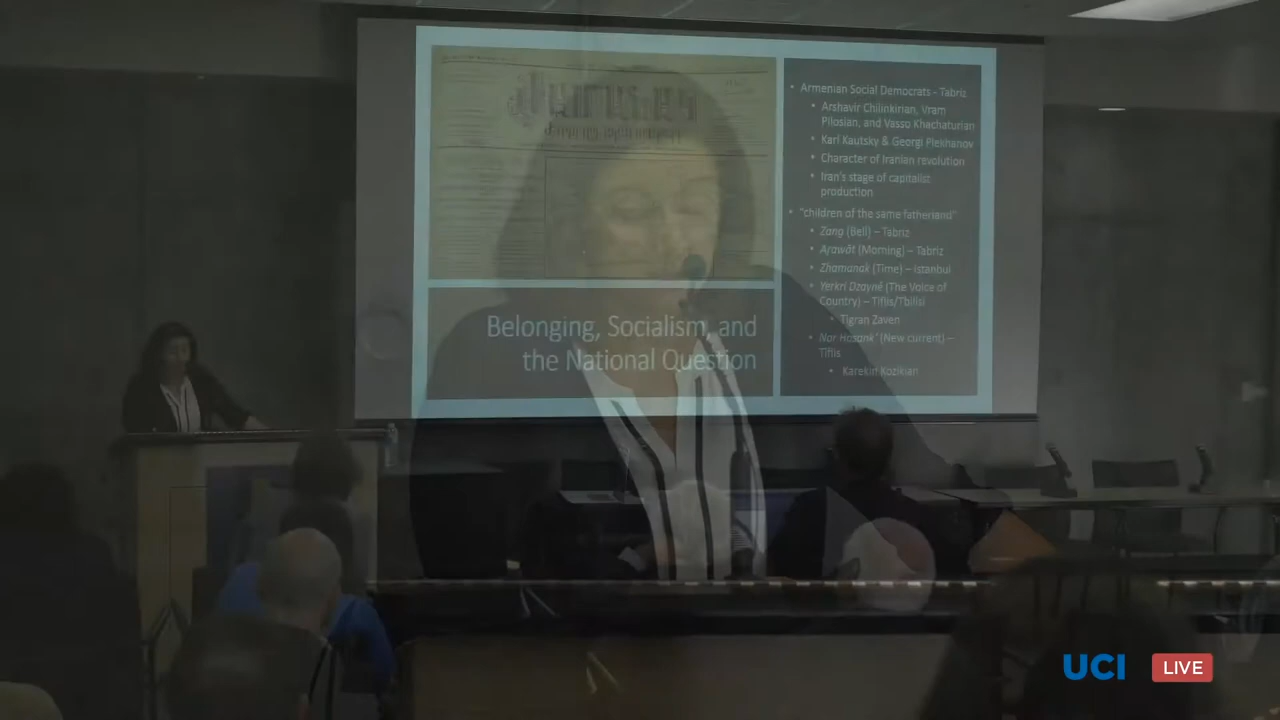 • Armenian Social Democrats - Tabriz
• Arshavir Chilinkirian, Vram
Pilosian, and Vasso Khachaturian
• Karl Kautsky & Georgi Plekhanov
• Character of Iranian revolution
• Iran's stage of capitalist
production
• "children of the same fatherland"
• Zang (Bell) – Tabriz
• Aṛawōt (Morning) – Tabriz
• Zhamanak (Time) – Istanbul
• Yerkri Dzaynĕ (The Voice of
Country) – Tiflis/Tbilisi
• Tigran Zaven
• Nor Hosank' (New current) –
Tiflis
• Karekin Kozikian
Belonging, Socialism, and
the National Question
UCI LIVE